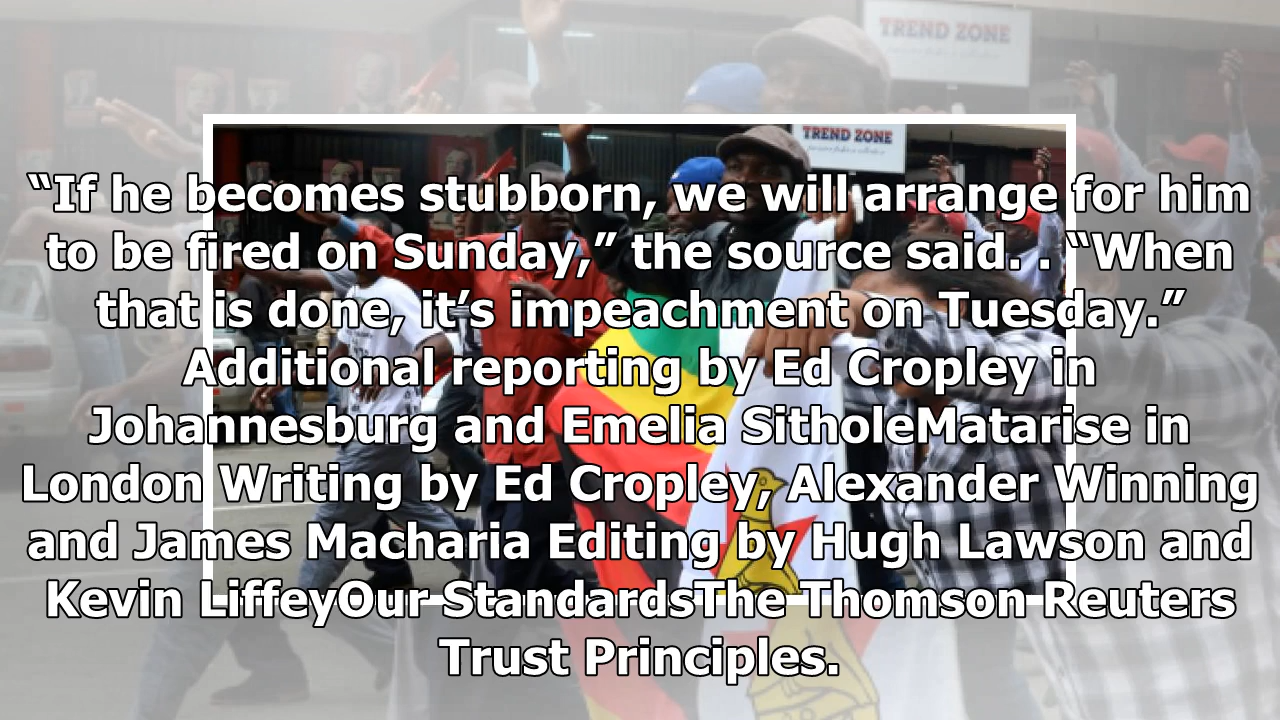 TREND ZONE
TREND ZONE
“If he becomes stubborn, we will arrange for him
to be fired on Sunday,” the source said. . “When
that is done, it’s impeachment on Tuesday.”
Additional reporting by Ed Cropley in
Johannesburg and Emelia SitholeMatarise in
London Writing by Ed Cropley, Alexander Winning
and James Macharia Editing by Hugh Lawson and
Kevin LiffeyOur StandardsThe Thomson Reuters
Trust Principles.